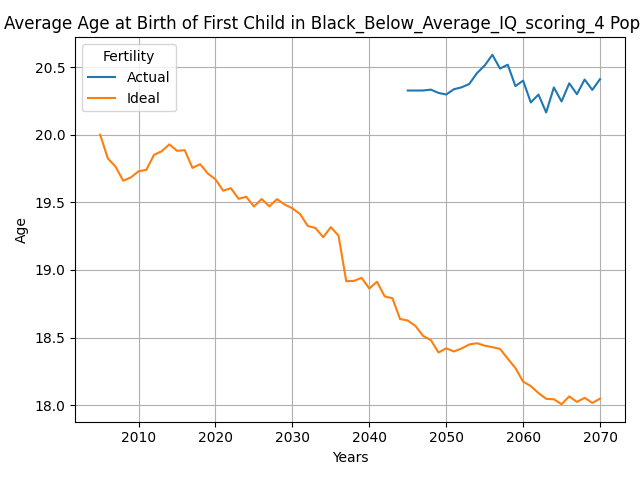 Average Age at Birth of First Child in Black_Below_Average_IQ_scoring_4 Pop
Fertility
Actual
Ideal
20.5
20.0
19.5
19.0
18.5
18.0
Age
2010 2020 2030 2040 2050 2060 2070
Years